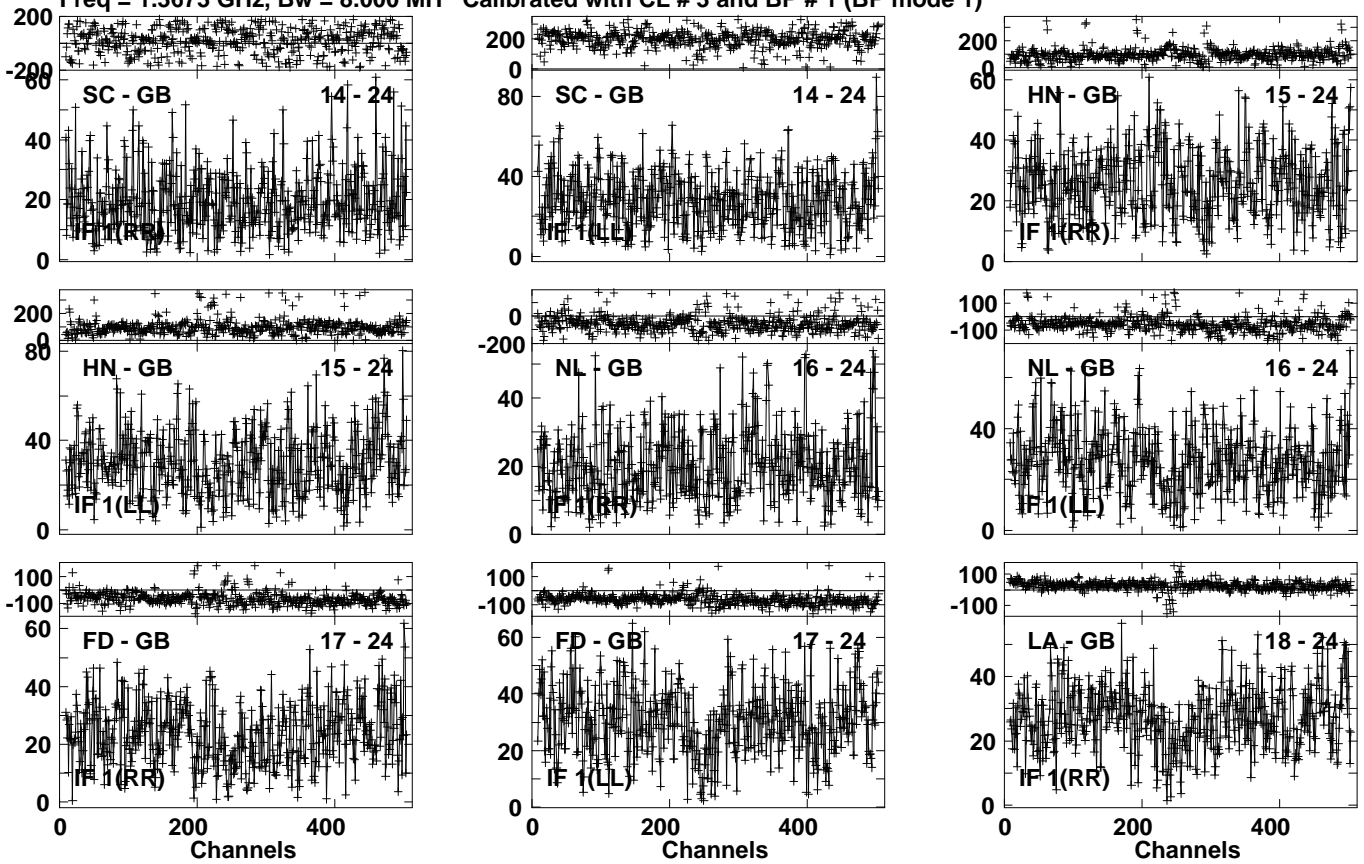 Freq = 1.3673 GHz, Bw = 8.000 MH Calibrated with CL # 3 and BP # 1 (BP mode 1)
200
-200
60
40
20
0
SC - GB 14 - 24
IF 1(RR)
200
0
80
40
0
SC - GB 14 - 24
IF 1(LL)
200
0
60
40
20
0
HN - GB 15 - 24
IF 1(RR)
200
0
80
40
0
HN - GB 15 - 24
IF 1(LL)
0
-200
40
20
0
NL - GB 16 - 24
IF 1(RR)
100
-100
40
0
NL - GB 16 - 24
IF 1(LL)
100
-100
60
40
20
0
FD - GB 17 - 24
IF 1(RR)
0 200 400
Channels
100
-100
60
40
20
0
FD - GB 17 - 24
IF 1(LL)
0 200 400
Channels
100
-100
60
40
20
0
LA - GB 18 - 24
IF 1(RR)
0 200 400
Channels